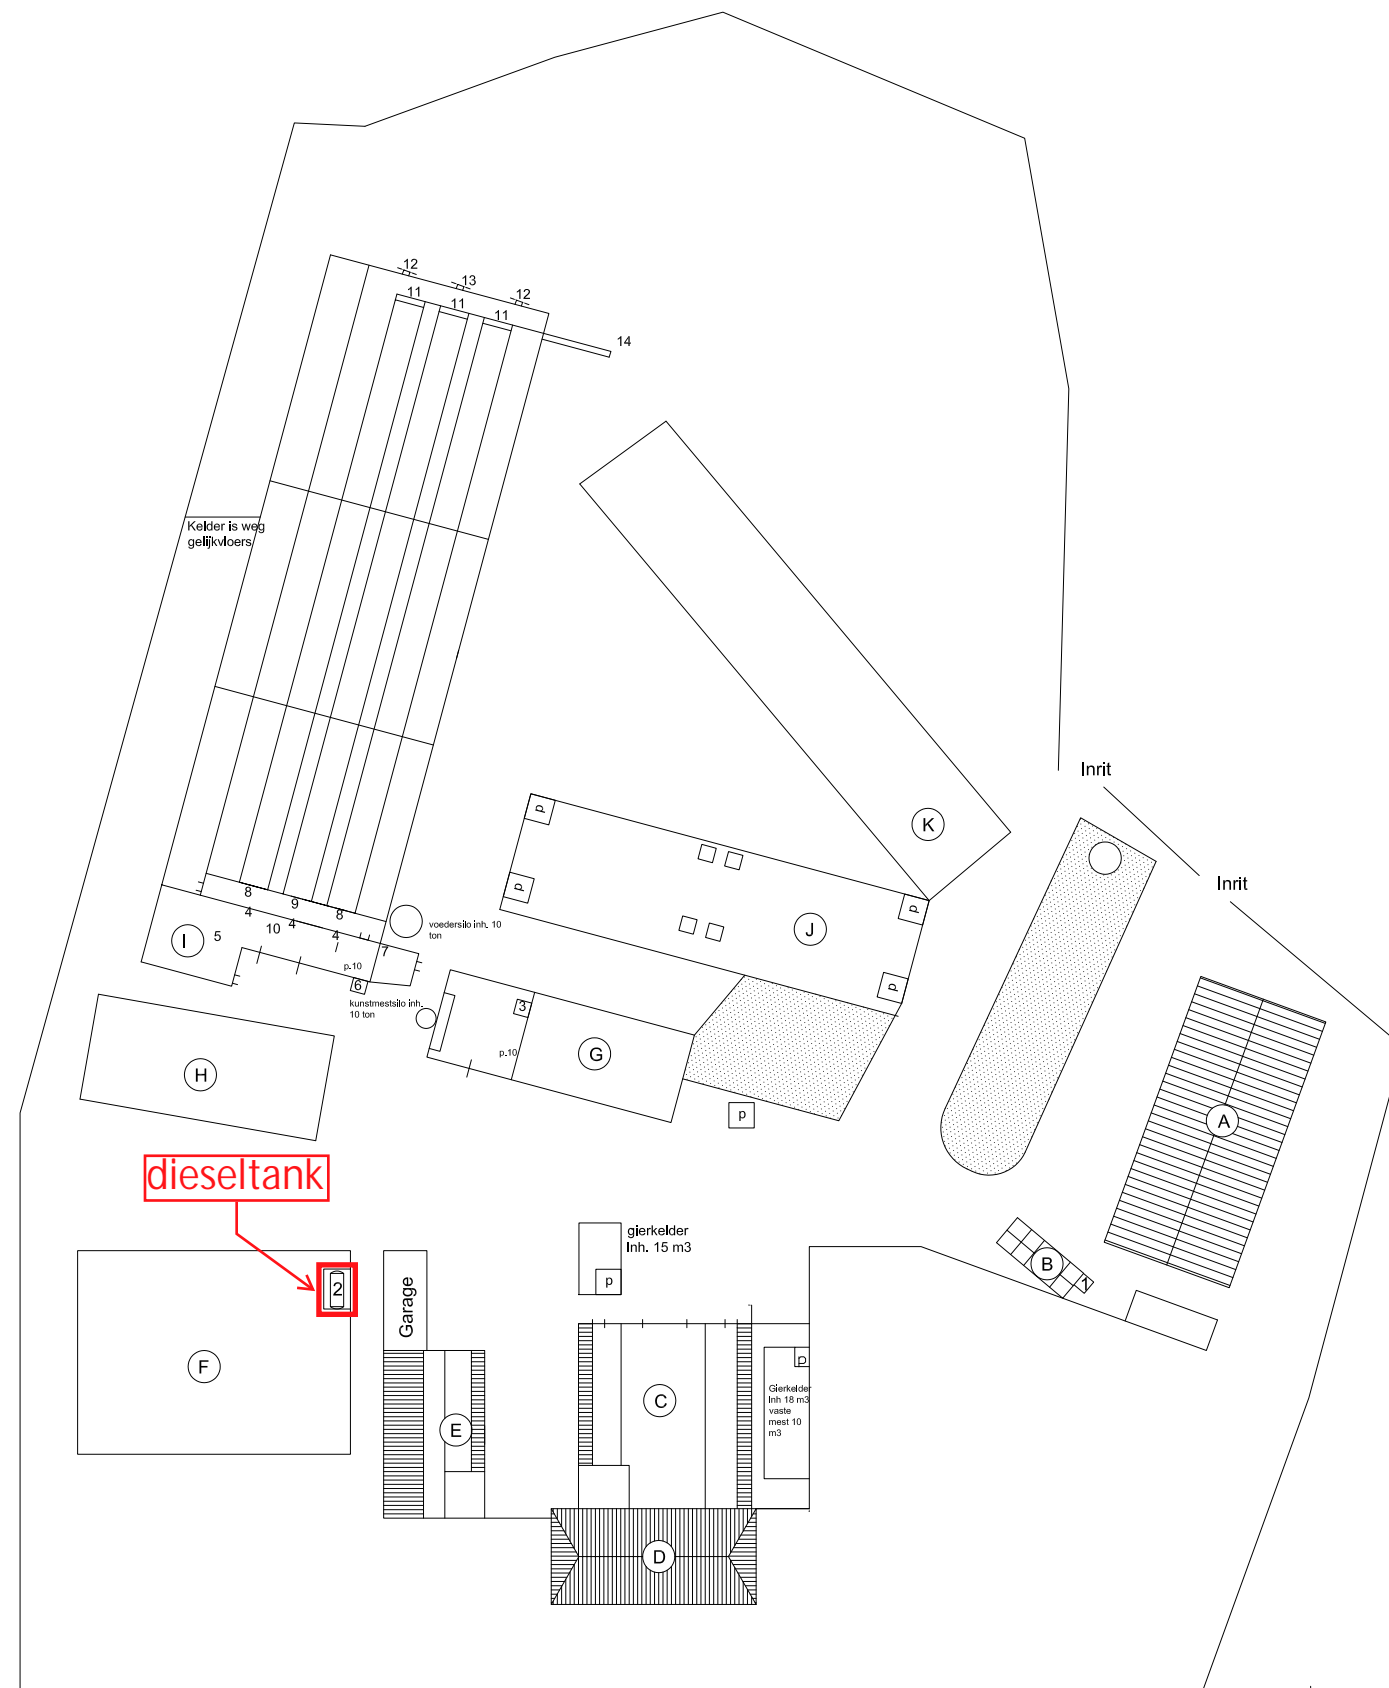 12
13
12
11
11
11
14
Kelder is weg
gelijkvloers
Inrit
K
Inrit
p
p
p
p
J
8
9
8
4
4
4
10
5
I
7
p.10
6
voedersilo inh. 10
ton
kunstmestsilo inh.
10 ton
3
p.10
G
H
p
A
dieseltank
2
F
Garage
E
gierkelder
Inh. 15 m3
p
B
1
C
p
Gierkelder
Inh 18 m3
vaste
mest 10
m3
D